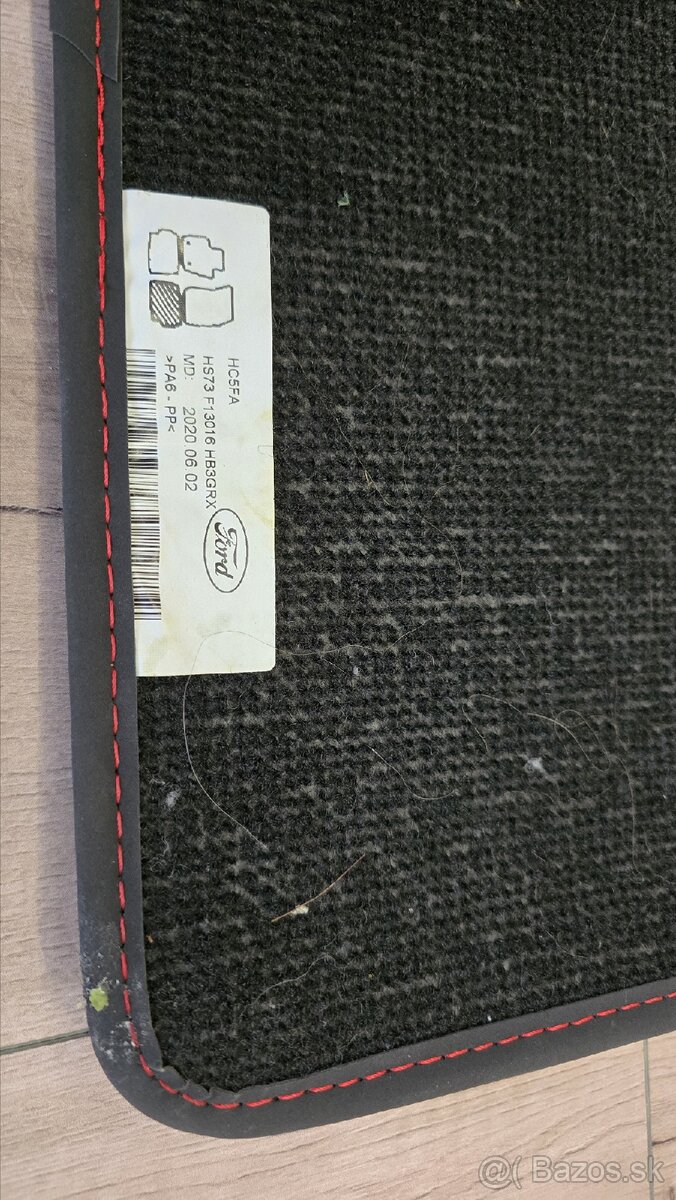 HC5FA
HS73 F13016 HB3GRX
MD: 2020.06.02
>PA6 - PP<
Ford
@( Bazos.sk